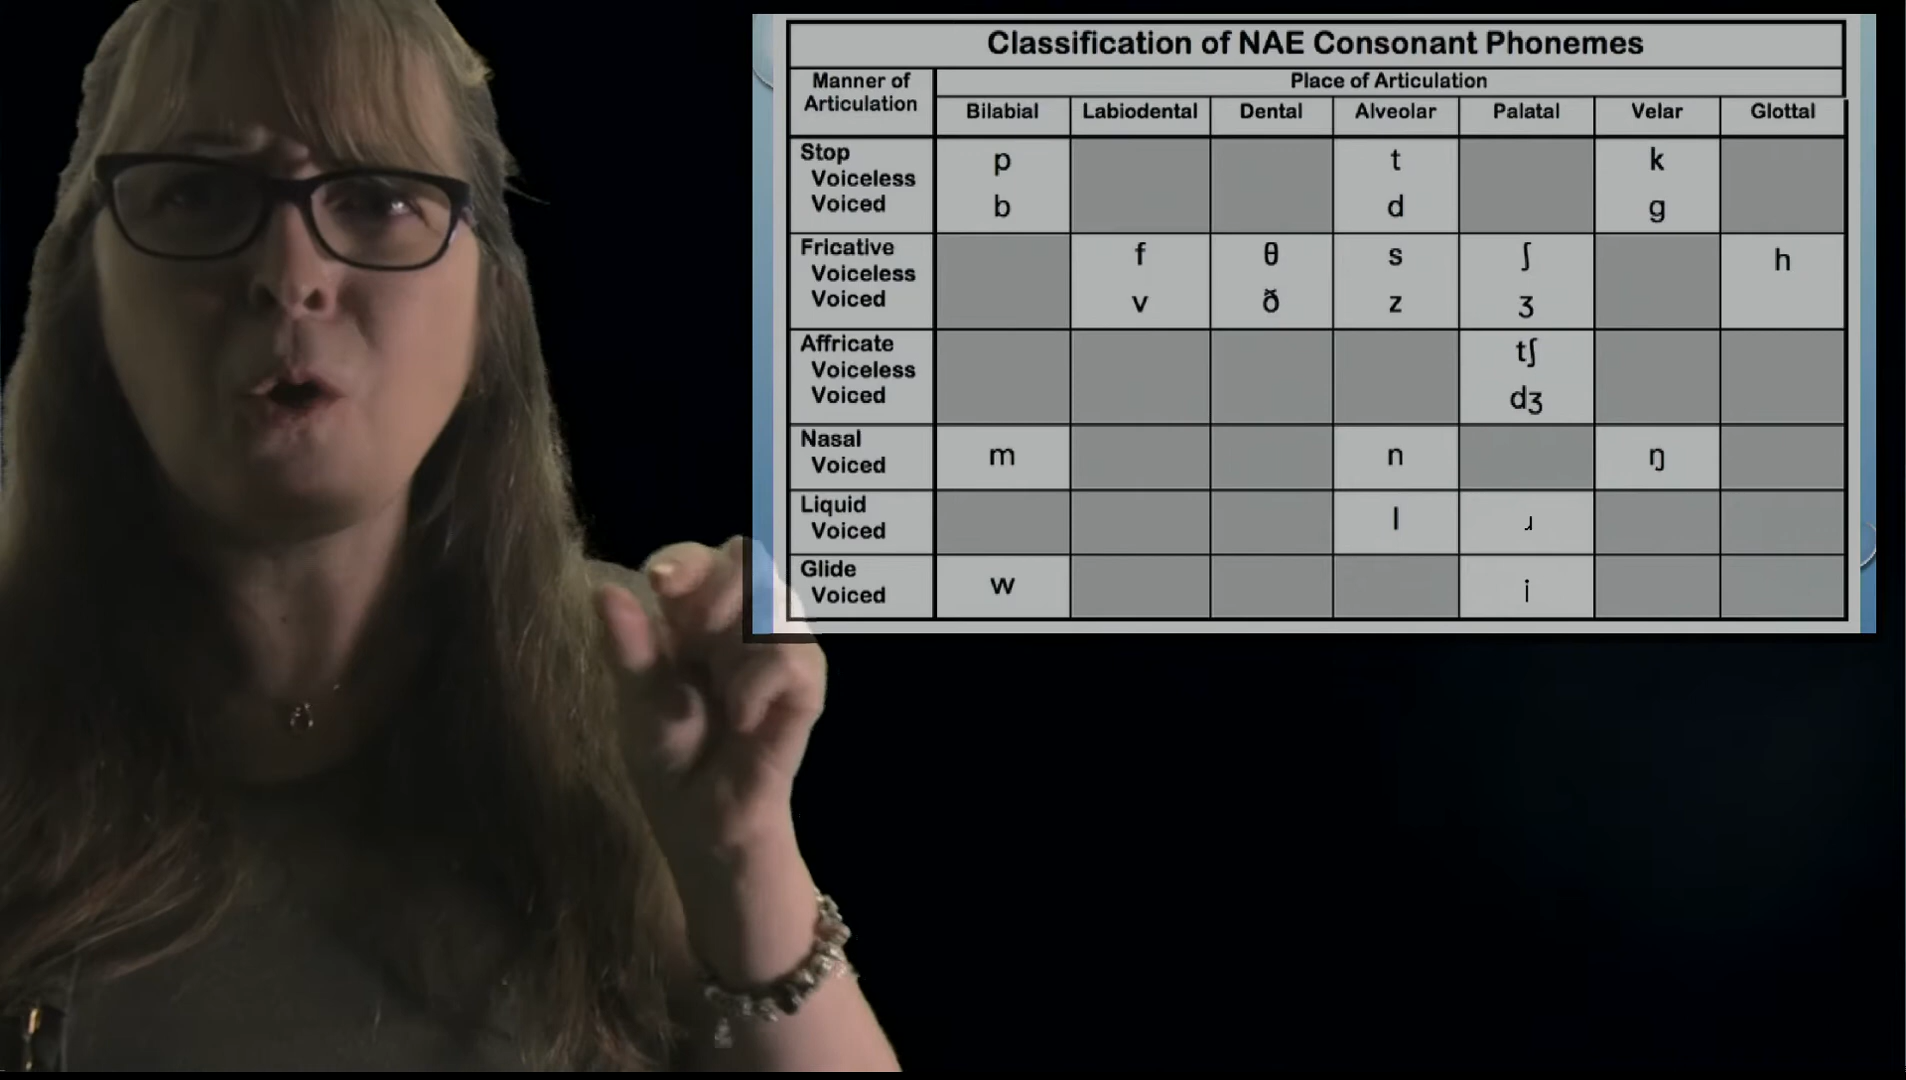 Classification of NAE Consonant Phonemes
Manner of Articulation
Place of Articulation
Bilabial Labiodental Dental Alveolar Palatal Velar Glottal
Stop
Voiceless p t k
Voiced b d g
Fricative
Voiceless f θ s ʃ h
Voiced v ð z ʒ
Affricate
Voiceless tʃ
Voiced dʒ
Nasal
Voiced m n ŋ
Liquid
Voiced l ɹ
Glide
Voiced w j